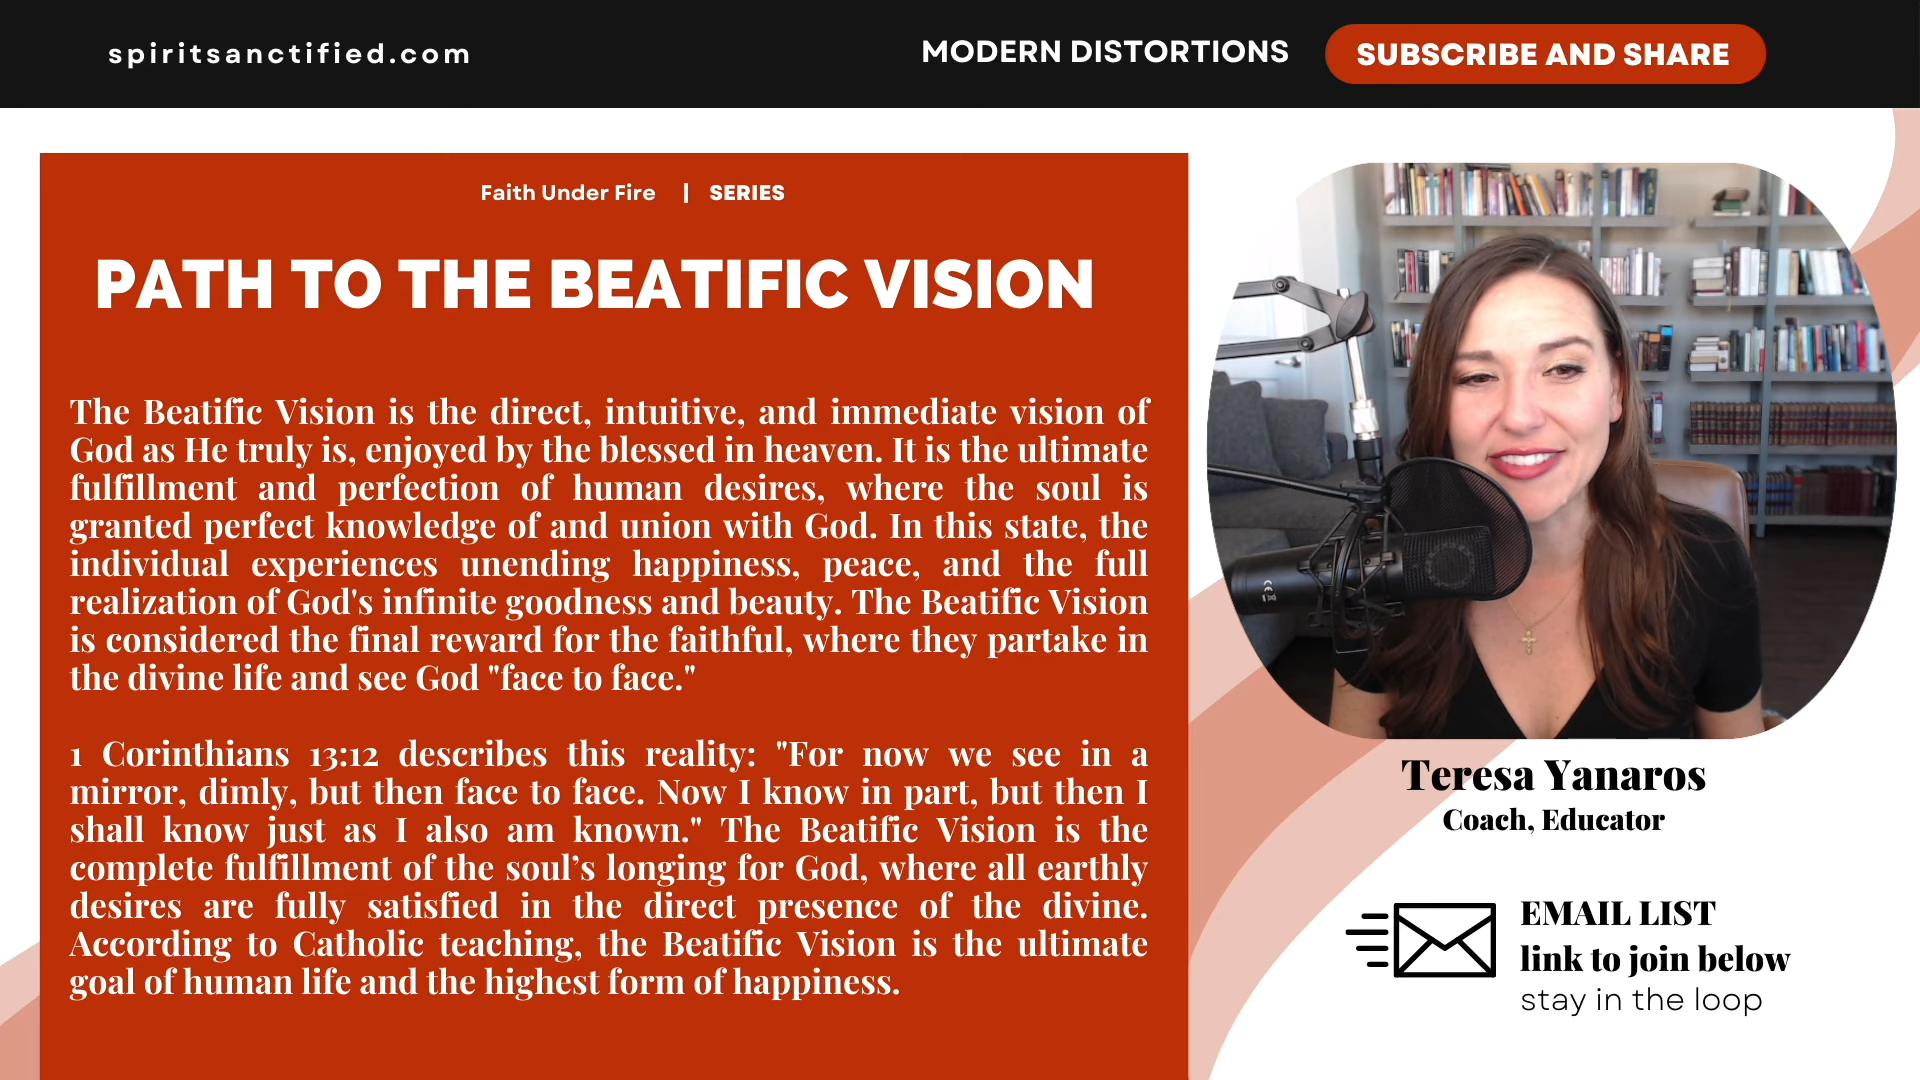 spiritsanctified.com
MODERN DISTORTIONS
SUBSCRIBE AND SHARE
Faith Under Fire | SERIES
PATH TO THE BEATIFIC VISION
The Beatific Vision is the direct, intuitive, and immediate vision of
God as He truly is, enjoyed by the blessed in heaven. It is the ultimate
fulfillment and perfection of human desires, where the soul is
granted perfect knowledge of and union with God. In this state, the
individual experiences unending happiness, peace, and the full
realization of God's infinite goodness and beauty. The Beatific Vision
is considered the final reward for the faithful, where they partake in
the divine life and see God "face to face."
1 Corinthians 13:12 describes this reality: "For now we see in a
mirror, dimly, but then face to face. Now I know in part, but then I
shall know just as I also am known." The Beatific Vision is the
complete fulfillment of the soul’s longing for God, where all earthly
desires are fully satisfied in the direct presence of the divine.
According to Catholic teaching, the Beatific Vision is the ultimate
goal of human life and the highest form of happiness.
Teresa Yanaros
Coach, Educator
EMAIL LIST
link to join below
stay in the loop